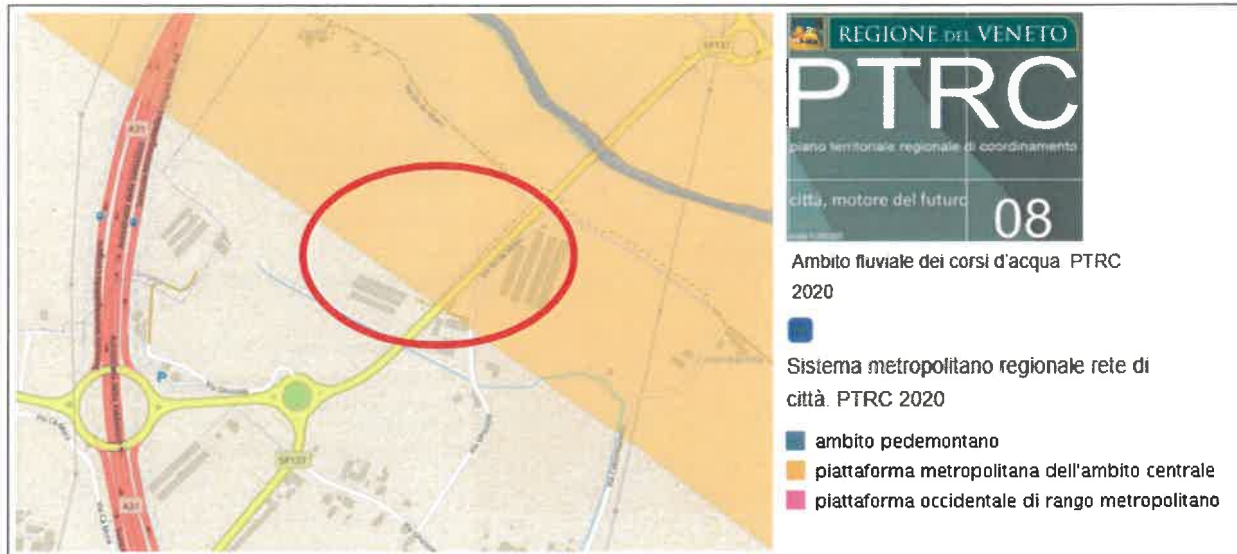 A31
SP137
SP137
A31
P
REGIONE DEL VENETO
PTRC
piano territoriale regionale di coordinamento
città, motore del futuro
08
Ambito fluviale dei corsi d'acqua PTRC
2020
Sistema metropolitano regionale rete di
città. PTRC 2020
ambito pedemontano
piattaforma metropolitana dell'ambito centrale
piattaforma occidentale di rango metropolitano